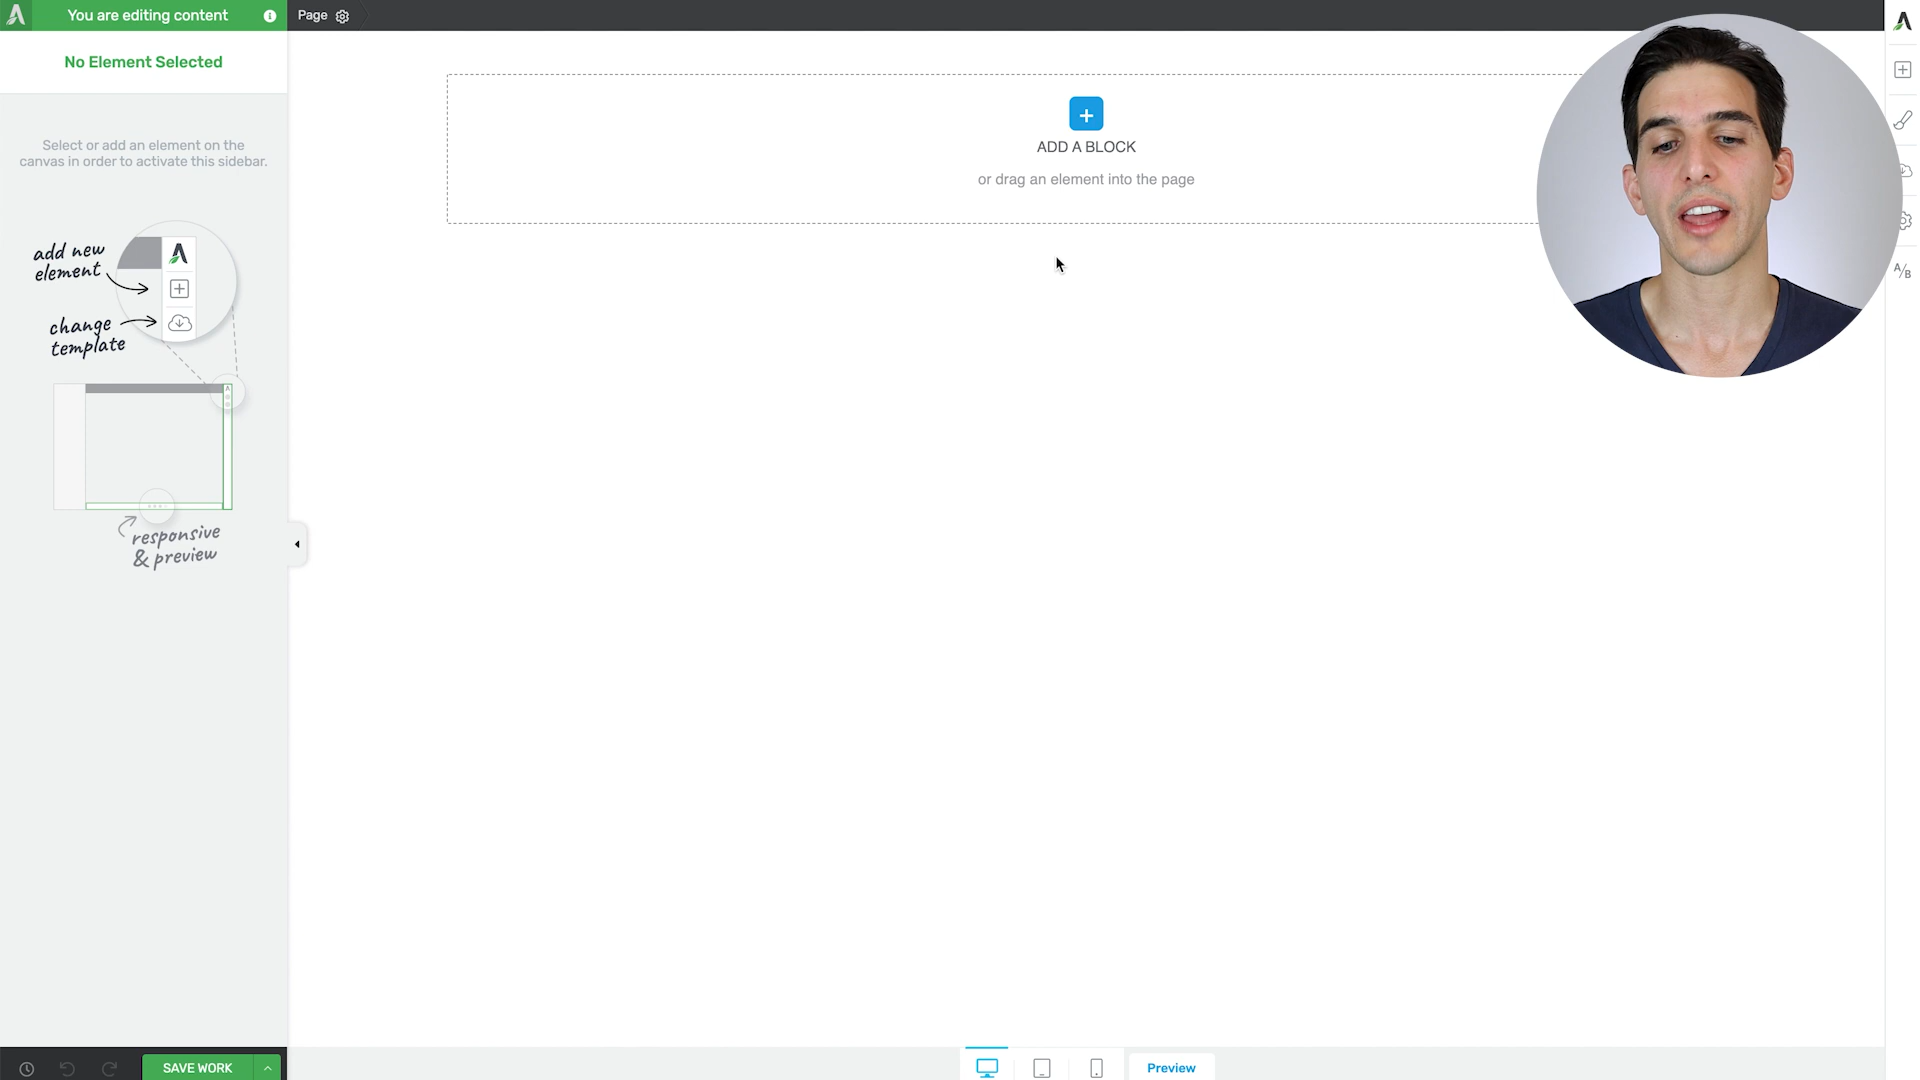 You are editing content
Page
No Element Selected
ADD A BLOCK
or drag an element into the page
Select or add an element on the
canvas in order to activate this sidebar.
add new
element
change
template
responsive
& preview
A/B
SAVE WORK
Preview